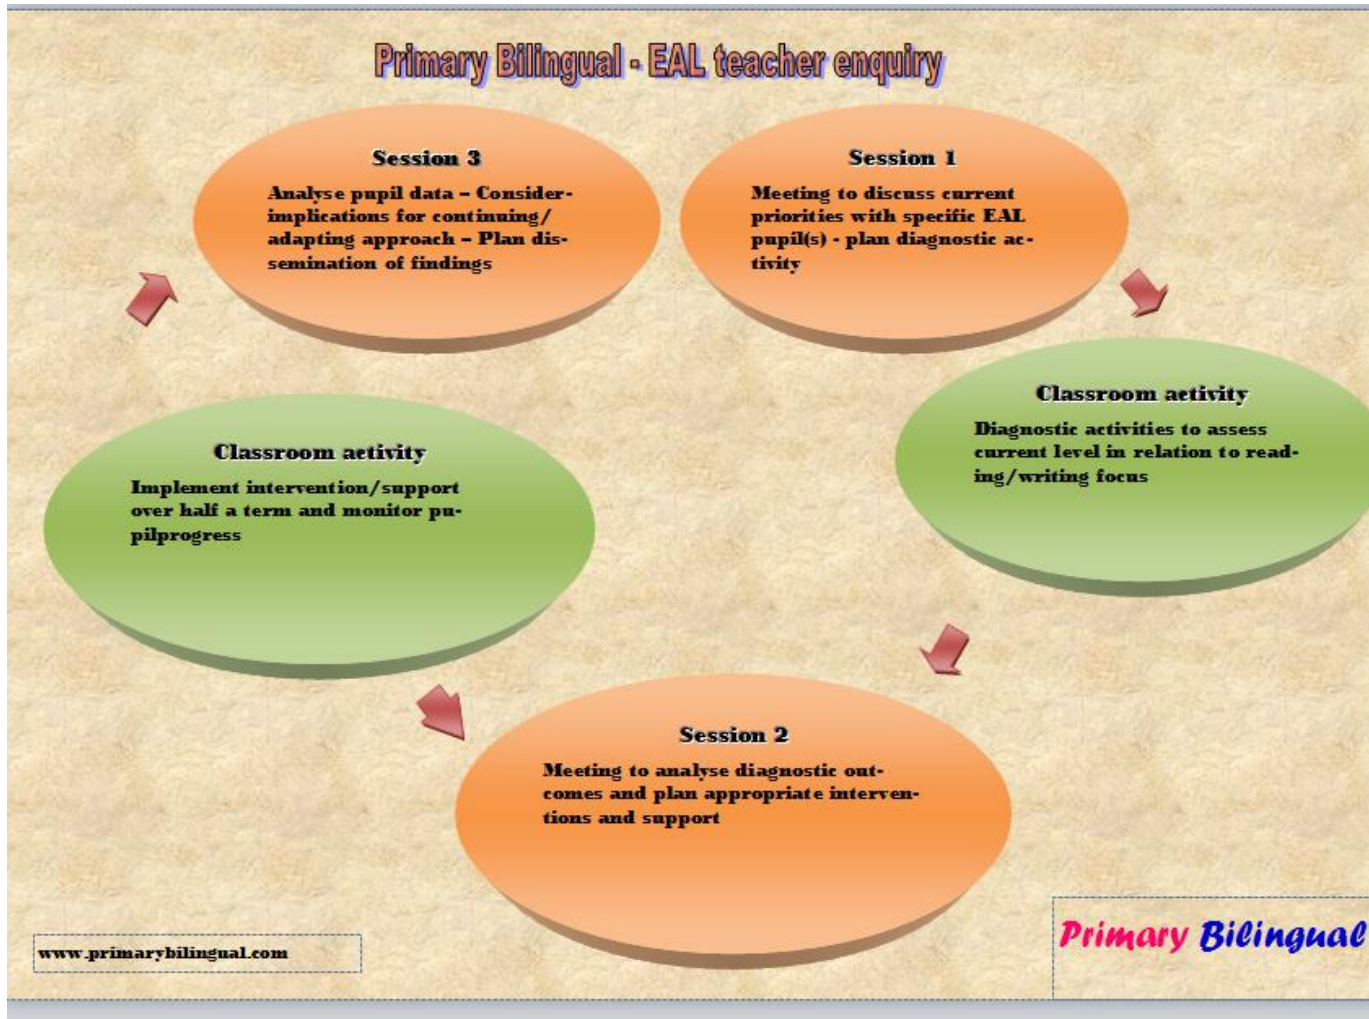 Primary Bilingual - EAL teacher enquiry
Session 3
Analyse pupil data – Consider-
implications for continuing/
adapting approach – Plan dis-
semination of findings
Session 1
Meeting to discuss current
priorities with specific EAL
pupil(s) - plan diagnostic ac-
tivity
Classroom activity
Diagnostic activities to assess
current level in relation to read-
ing/writing focus
Classroom activity
Implement intervention/support
over half a term and monitor pu-
pilprogress
Session 2
Meeting to analyse diagnostic out-
comes and plan appropriate interven-
tions and support
www.primarybilingual.com
Primary Bilingual